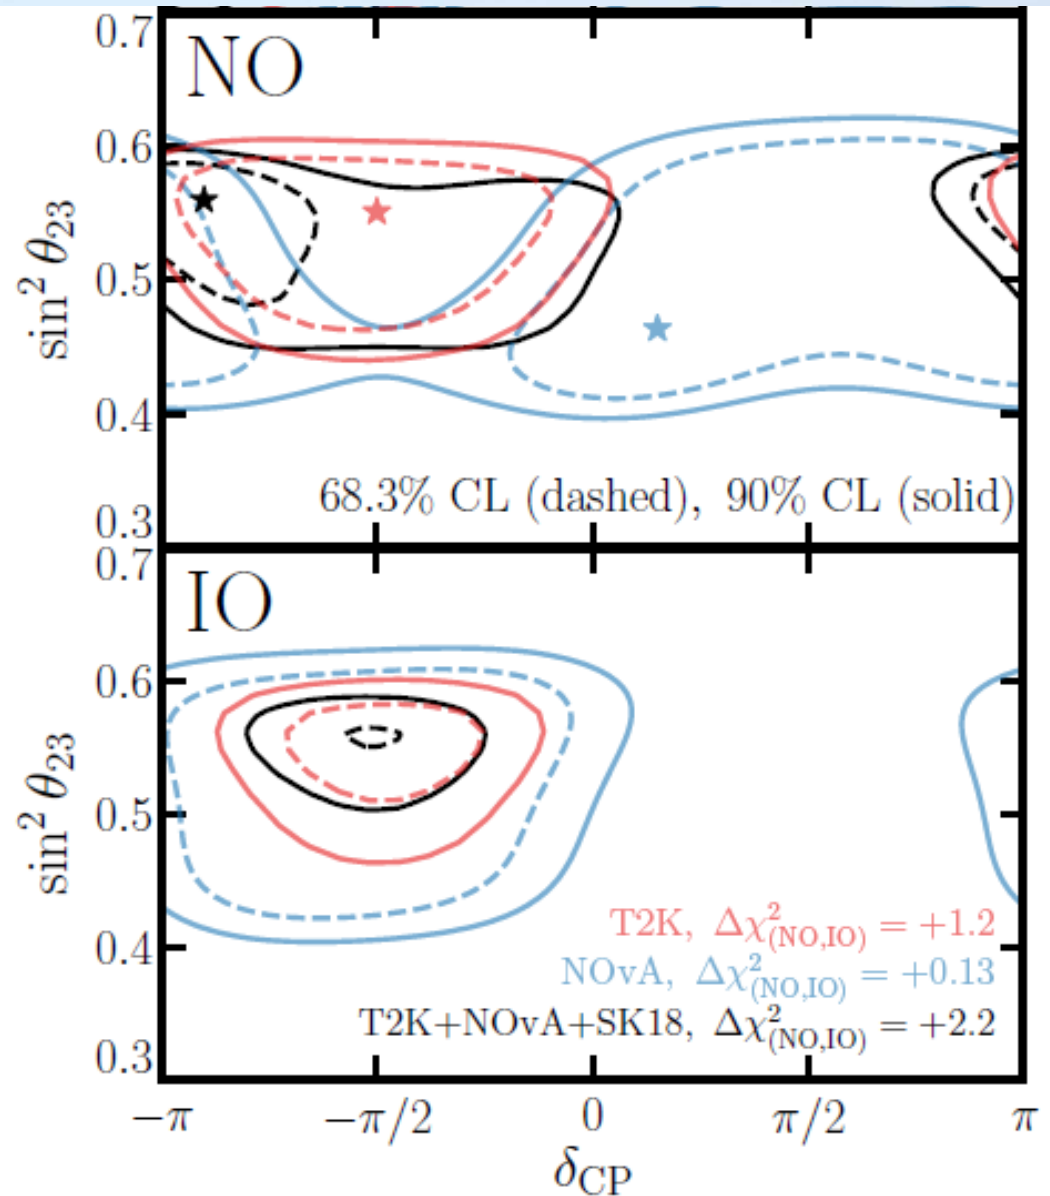 0.7
NO
0.6
sin² θ₂₃
0.5
0.4
68.3% CL (dashed), 90% CL (solid)
0.3
0.7
IO
0.6
sin² θ₂₃
0.5
T2K, Δχ²(NO,IO) = +1.2
0.4
NOvA, Δχ²(NO,IO) = +0.13
T2K+NOvA+SK18, Δχ²(NO,IO) = +2.2
0.3
−π −π/2 0 π/2 π
δCP